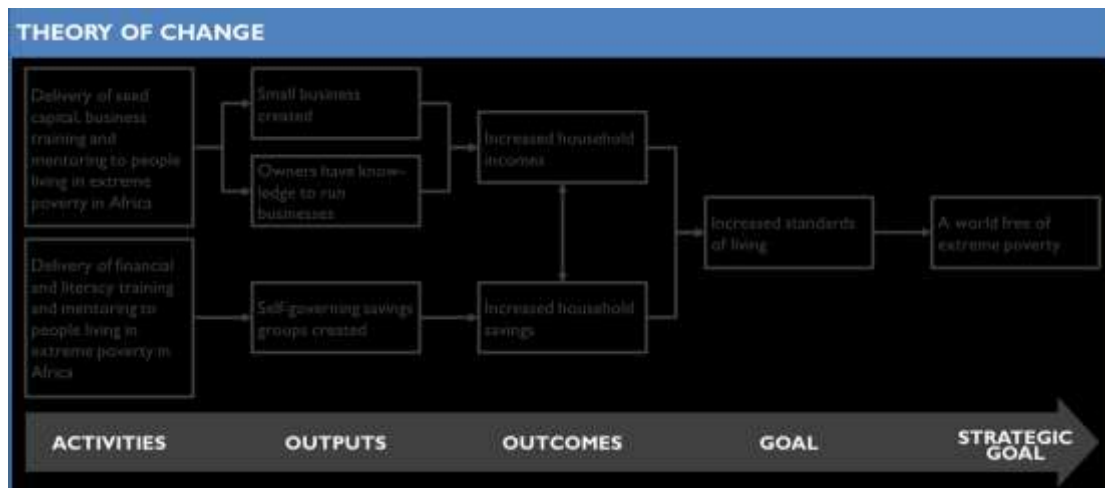 THEORY OF CHANGE
Delivery of seed
capital, business
training and
mentoring to people
living in extreme
poverty in Africa
Small business
created
Owners have know-
ledge to run
businesses
Increased household
incomes
Increased standards
of living
A world free of
extreme poverty
Delivery of financial
and literacy training
and mentoring to
people living in
extreme poverty in
Africa
Self-governing savings
groups created
Increased household
savings
ACTIVITIES
OUTPUTS
OUTCOMES
GOAL
STRATEGIC
GOAL